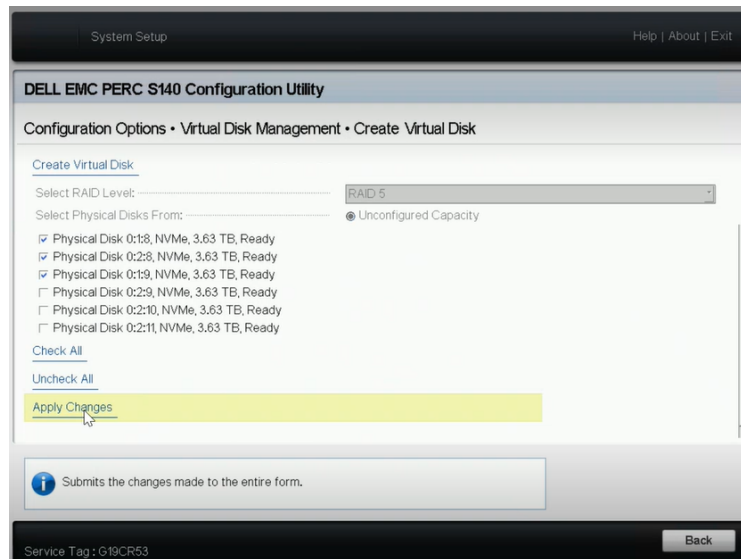 System Setup
Help | About | Exit
DELL EMC PERC S140 Configuration Utility
Configuration Options • Virtual Disk Management • Create Virtual Disk
Create Virtual Disk
Select RAID Level:
RAID 5
Select Physical Disks From:
Unconfigured Capacity
Physical Disk 0:1:8, NVMe, 3.63 TB, Ready
Physical Disk 0:2:8, NVMe, 3.63 TB, Ready
Physical Disk 0:1:9, NVMe, 3.63 TB, Ready
Physical Disk 0:2:9, NVMe, 3.63 TB, Ready
Physical Disk 0:2:10, NVMe, 3.63 TB, Ready
Physical Disk 0:2:11, NVMe, 3.63 TB, Ready
Check All
Uncheck All
Apply Changes
Submits the changes made to the entire form.
Service Tag : G19CR53
Back